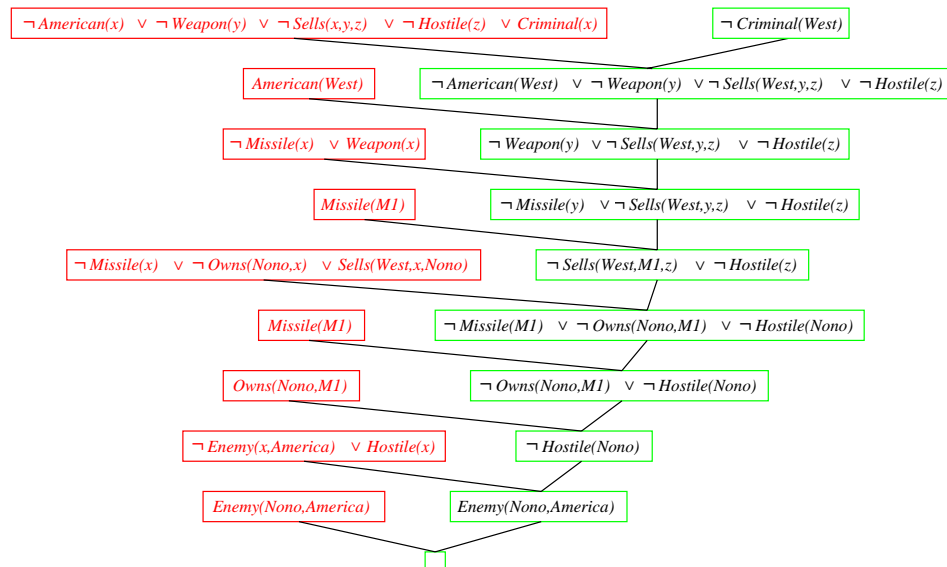 ¬ American(x) ∨ ¬ Weapon(y) ∨ ¬ Sells(x,y,z) ∨ ¬ Hostile(z) ∨ Criminal(x)
¬ Criminal(West)
American(West)
¬ American(West) ∨ ¬ Weapon(y) ∨ ¬ Sells(West,y,z) ∨ ¬ Hostile(z)
¬ Missile(x) ∨ Weapon(x)
¬ Weapon(y) ∨ ¬ Sells(West,y,z) ∨ ¬ Hostile(z)
Missile(M1)
¬ Missile(y) ∨ ¬ Sells(West,y,z) ∨ ¬ Hostile(z)
¬ Missile(x) ∨ ¬ Owns(Nono,x) ∨ Sells(West,x,Nono)
¬ Sells(West,M1,z) ∨ ¬ Hostile(z)
Missile(M1)
¬ Missile(M1) ∨ ¬ Owns(Nono,M1) ∨ ¬ Hostile(Nono)
Owns(Nono,M1)
¬ Owns(Nono,M1) ∨ ¬ Hostile(Nono)
¬ Enemy(x,America) ∨ Hostile(x)
¬ Hostile(Nono)
Enemy(Nono,America)
Enemy(Nono,America)